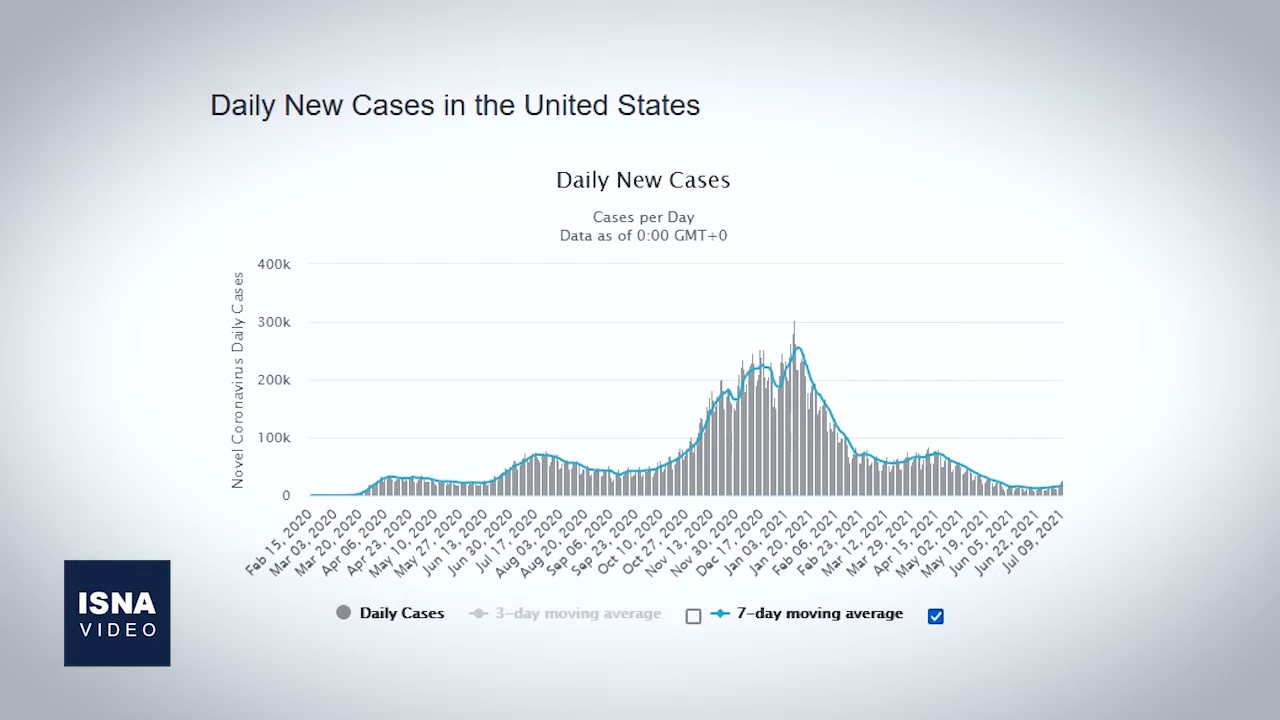 Daily New Cases in the United States
Daily New Cases
Cases per Day
Data as of 0:00 GMT+0
Novel Coronavirus Daily Cases
400k
300k
200k
100k
0
Feb 15, 2020
Mar 03, 2020
Mar 20, 2020
Apr 06, 2020
Apr 23, 2020
May 10, 2020
May 27, 2020
Jun 13, 2020
Jun 30, 2020
Jul 17, 2020
Aug 03, 2020
Aug 20, 2020
Sep 06, 2020
Sep 23, 2020
Oct 10, 2020
Oct 27, 2020
Nov 13, 2020
Nov 30, 2020
Dec 17, 2020
Jan 03, 2021
Jan 20, 2021
Feb 06, 2021
Feb 23, 2021
Mar 12, 2021
Mar 29, 2021
Apr 15, 2021
May 02, 2021
May 19, 2021
Jun 05, 2021
Jun 22, 2021
Jul 09, 2021
Daily Cases 3-day moving average 7-day moving average
ISNA
VIDEO